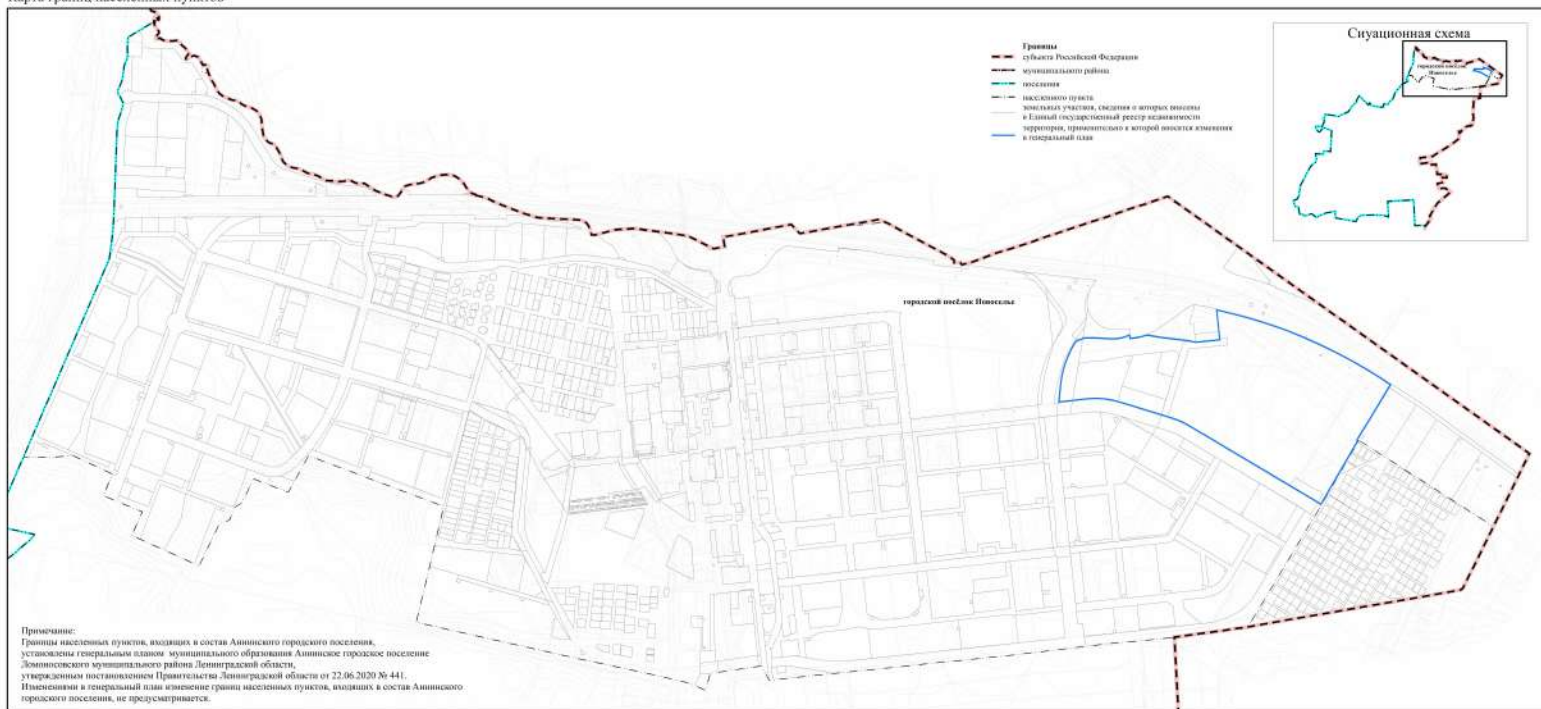 Карта границ населенных пунктов
Границы
субъекта Российской Федерации
муниципального района
поселения
населенного пункта
земельных участков, сведения о которых внесены
в Единый государственный реестр недвижимости
территория, применительно к которой вносятся изменения
в генеральный план
Сиуационная схема
городской посёлок
Новоселье
городской посёлок Новоселье
Примечание:
Границы населенных пунктов, входящих в состав Аннинского городского поселения,
установлены генеральным планом муниципального образования Аннинское городское поселение
Ломоносовского муниципального района Ленинградской области,
утвержденным постановлением Правительства Ленинградской области от 22.06.2020 № 441.
Изменениями в генеральный план изменение границ населенных пунктов, входящих в состав Аннинского
городского поселения, не предусматривается.